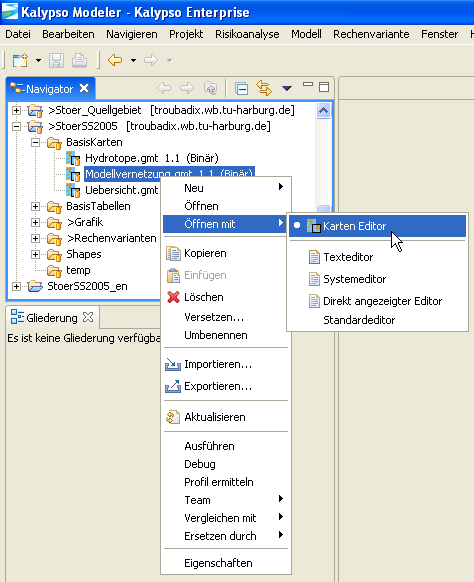 Kalypso Modeler - Kalypso Enterprise
Datei Bearbeiten Navigieren Projekt Risikoanalyse Modell Rechenvariante Fenster
Navigator
>Stoer_Quellgebiet [troubadix.wb.tu-harburg.de]
>StoerSS2005 [troubadix.wb.tu-harburg.de]
BasisKarten
Hydrotope.gmt 1.1 (Binär)
Modellvernetzung.gmt 1.1 (Binär)
Uebersicht.gmt
BasisTabellen
>Grafik
>Rechenvarianten
Shapes
temp
StoerSS2005_en
Gliederung
Es ist keine Gliederung verfügba
Neu
Öffnen
Öffnen mit
Kopieren
Einfügen
Löschen
Versetzen...
Umbenennen
Importieren...
Exportieren...
Aktualisieren
Ausführen
Debug
Profil ermitteln
Team
Vergleichen mit
Ersetzen durch
Eigenschaften
Karten Editor
Texteditor
Systemeditor
Direkt angezeigter Editor
Standardeditor